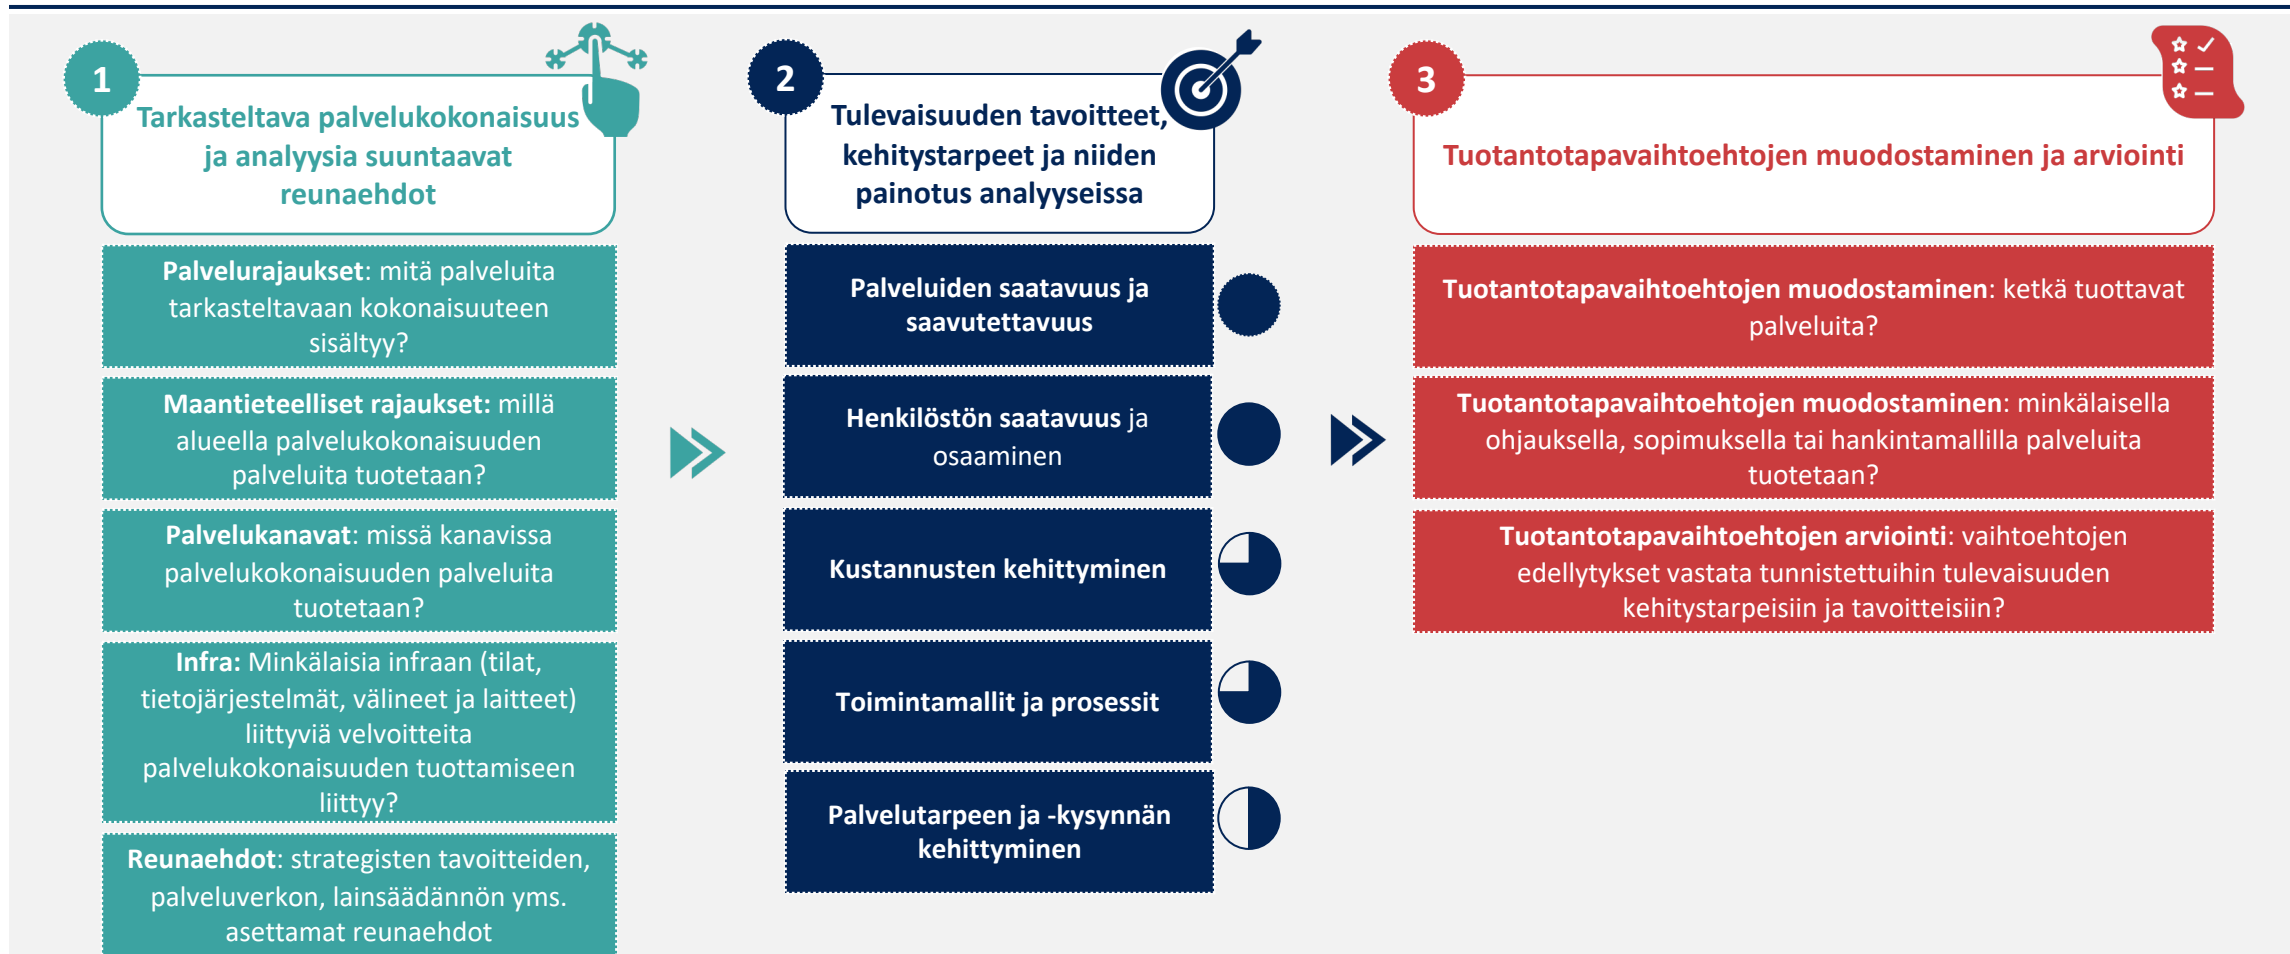 1
Tarkasteltava palvelukokonaisuus
ja analyysia suuntaavat
reunaehdot
Palvelurajaukset: mitä palveluita
tarkasteltavaan kokonaisuuteen
sisältyy?
Maantieteelliset rajaukset: millä
alueella palvelukokonaisuuden
palveluita tuotetaan?
Palvelukanavat: missä kanavissa
palvelukokonaisuuden palveluita
tuotetaan?
Infra: Minkälaisia infraan (tilat,
tietojärjestelmät, välineet ja laitteet)
liittyviä velvoitteita
palvelukokonaisuuden tuottamiseen
liittyy?
Reunaehdot: strategisten tavoitteiden,
palveluverkon, lainsäädännön yms.
asettamat reunaehdot
2
Tulevaisuuden tavoitteet,
kehitystarpeet ja niiden
painotus analyyseissa
Palveluiden saatavuus ja
saavutettavuus
Henkilöstön saatavuus ja
osaaminen
Kustannusten kehittyminen
Toimintamallit ja prosessit
Palvelutarpeen ja -kysynnän
kehittyminen
3
Tuotantotapavaihtoehtojen muodostaminen ja arviointi
Tuotantotapavaihtoehtojen muodostaminen: ketkä tuottavat
palveluita?
Tuotantotapavaihtoehtojen muodostaminen: minkälaisella
ohjauksella, sopimuksella tai hankintamallilla palveluita
tuotetaan?
Tuotantotapavaihtoehtojen arviointi: vaihtoehtojen
edellytykset vastata tunnistettuihin tulevaisuuden
kehitystarpeisiin ja tavoitteisiin?